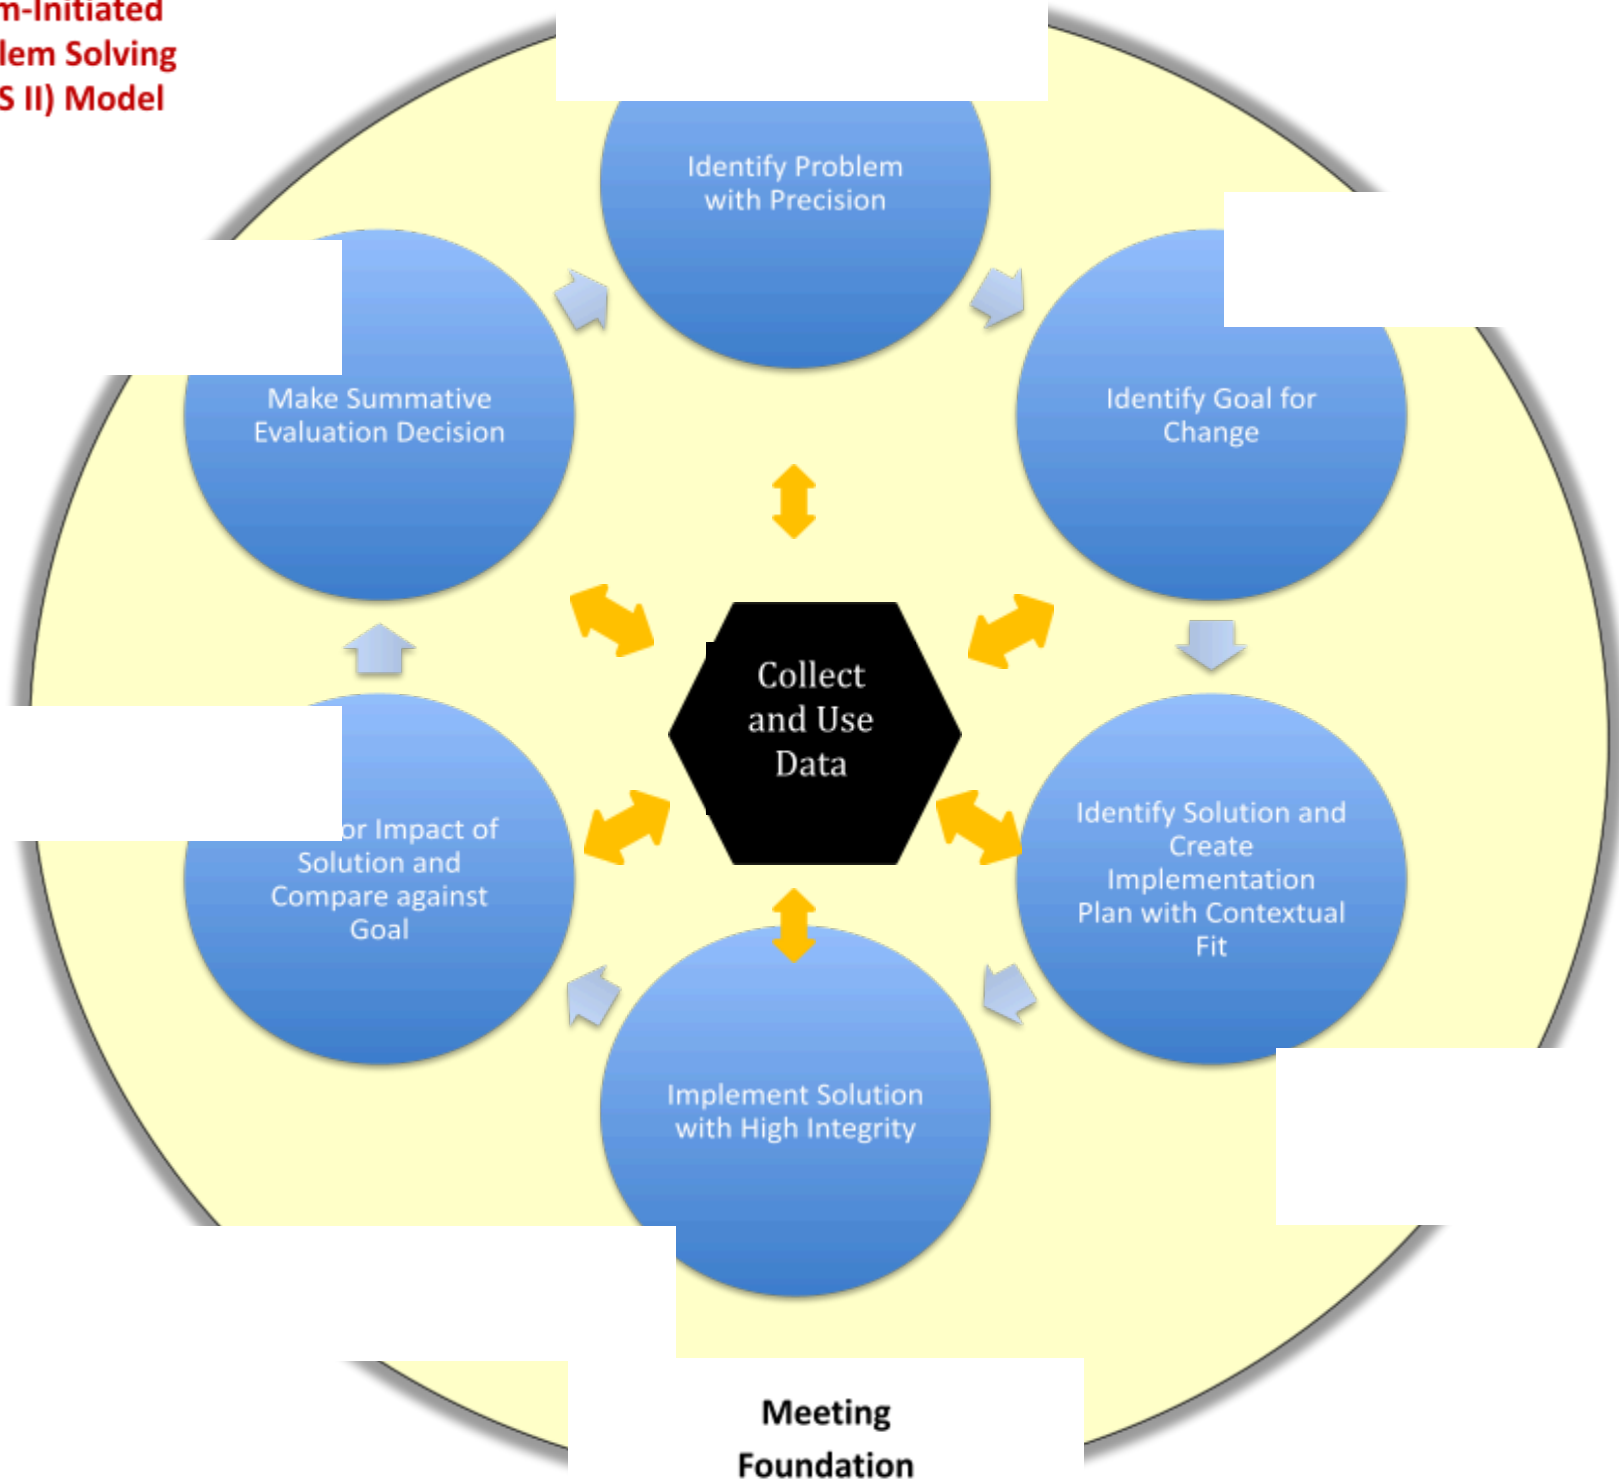 m-Initiated
lem Solving
S II) Model
Identify Problem
with Precision
Make Summative
Evaluation Decision
Identify Goal for
Change
Collect
and Use
Data
or Impact of
Solution and
Compare against
Goal
Identify Solution and
Create
Implementation
Plan with Contextual
Fit
Implement Solution
with High Integrity
Meeting
Foundation